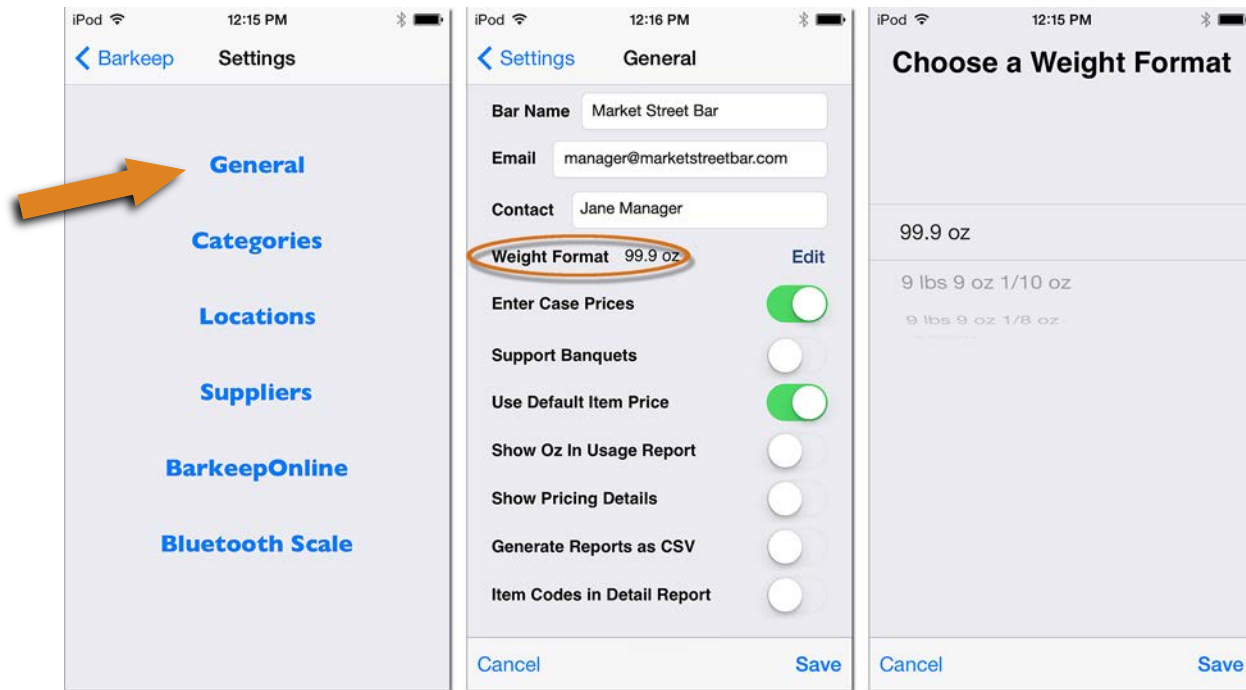 iPod 12:15 PM
Barkeep Settings
General
Categories
Locations
Suppliers
BarkeepOnline
Bluetooth Scale
iPod 12:16 PM
Settings General
Bar Name Market Street Bar
Email manager@marketstreetbar.com
Contact Jane Manager
Weight Format 99.9 oz Edit
Enter Case Prices
Support Banquets
Use Default Item Price
Show Oz In Usage Report
Show Pricing Details
Generate Reports as CSV
Item Codes in Detail Report
Cancel Save
iPod 12:15 PM
Choose a Weight Format
99.9 oz
9 lbs 9 oz 1/10 oz
9 lbs 9 oz 1/8 oz
Cancel Save